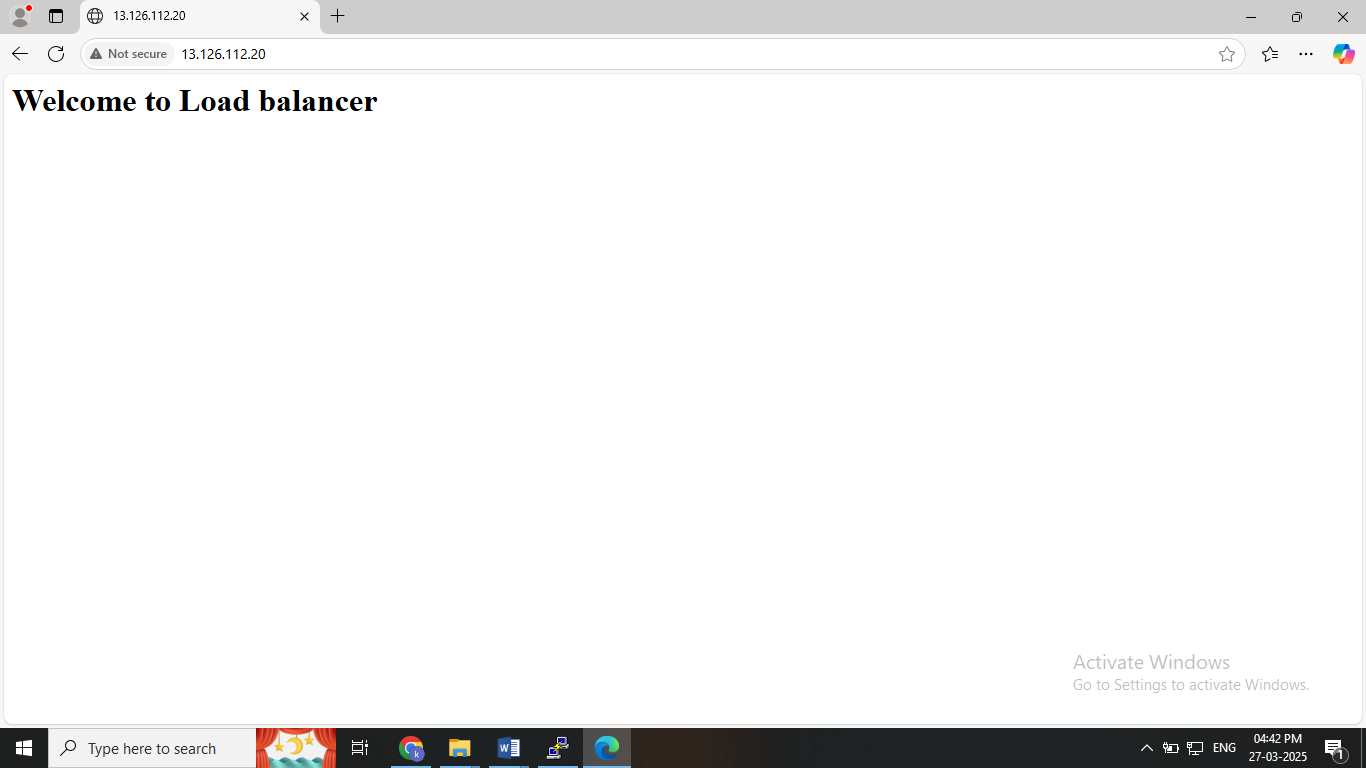 13.126.112.20
Not secure
13.126.112.20
Welcome to Load balancer
Activate Windows
Go to Settings to activate Windows.
Type here to search
k
W
ENG
04:42 PM
27-03-2025
1